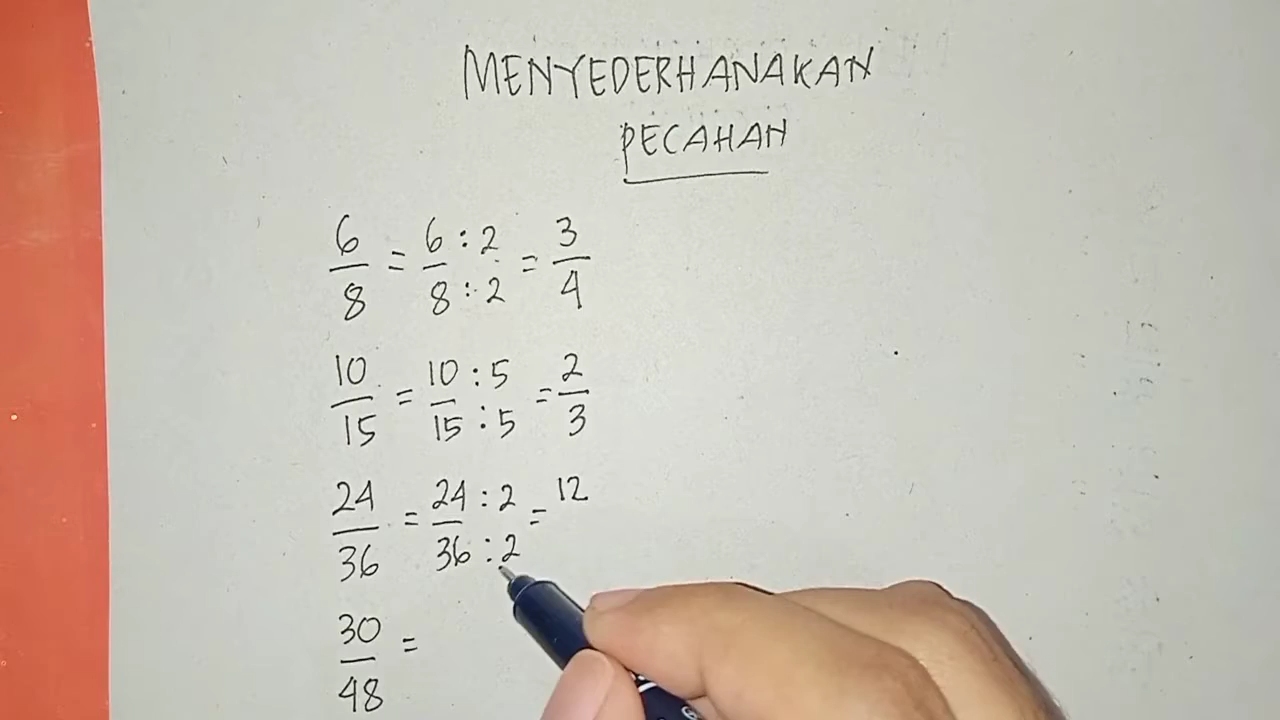 MENYEDERHANAKAN
PECAHAN
6/8 = 6 : 2 / 8 : 2 = 3/4
10/15 = 10 : 5 / 15 : 5 = 2/3
24/36 = 24 : 2 / 36 : 2 = 12
30/48 =